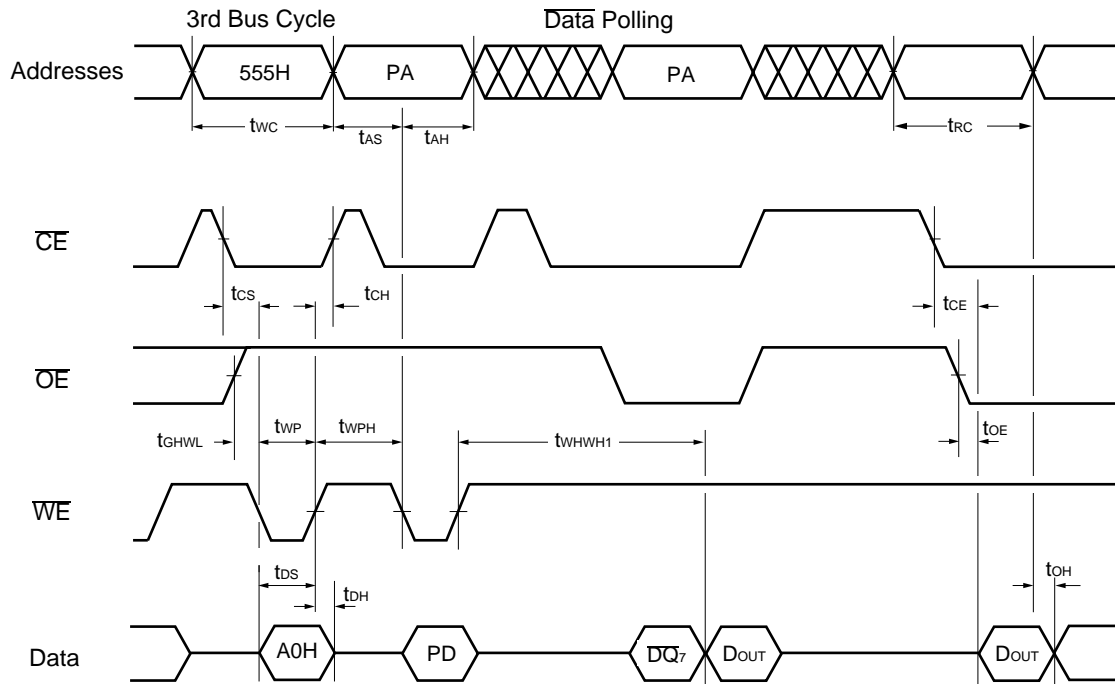 3rd Bus Cycle Data Polling
Addresses 555H PA PA
tWC tAS tAH tRC
CE
tCS tCH tCE
OE
tGHWL tWP tWPH tWHWH1 tOE
WE
tDS tDH tOH
Data A0H PD DQ7 DOUT DOUT